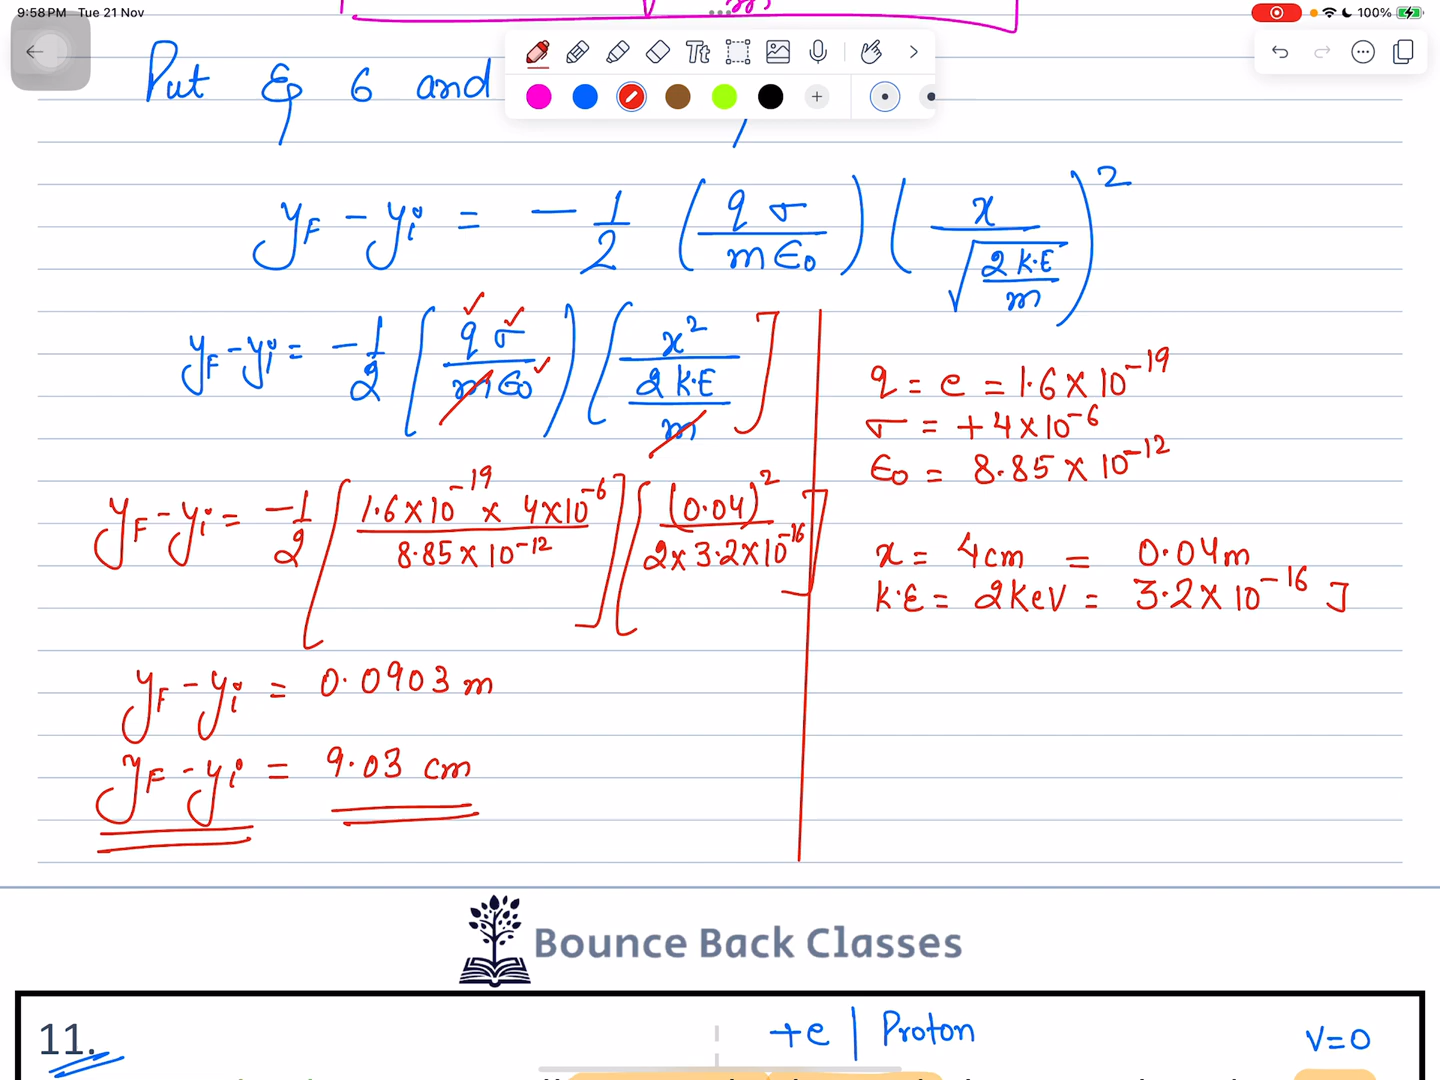 9:58 PM Tue 21 Nov
100%
Put Eq 6 and
Tt
yF - yi = - 1/2 (qσ / mε0) (x / √(2 K.E / m))²
yF - yi = - 1/2 [qσ / mε0) (x² / (2 K.E / m)]
q = e = 1.6 × 10⁻¹⁹
σ = +4 × 10⁻⁶
ε0 = 8.85 × 10⁻¹²
yF - yi = - 1/2 [1.6×10⁻¹⁹ × 4×10⁻⁶ / 8.85×10⁻¹²] [(0.04)² / 2×3.2×10⁻¹⁶]
x = 4cm = 0.04m
K.E = 2KeV = 3.2 × 10⁻¹⁶ J
yF - yi = 0.0903 m
yF - yi = 9.03 cm
Bounce Back Classes
11.
+e | Proton
V=0